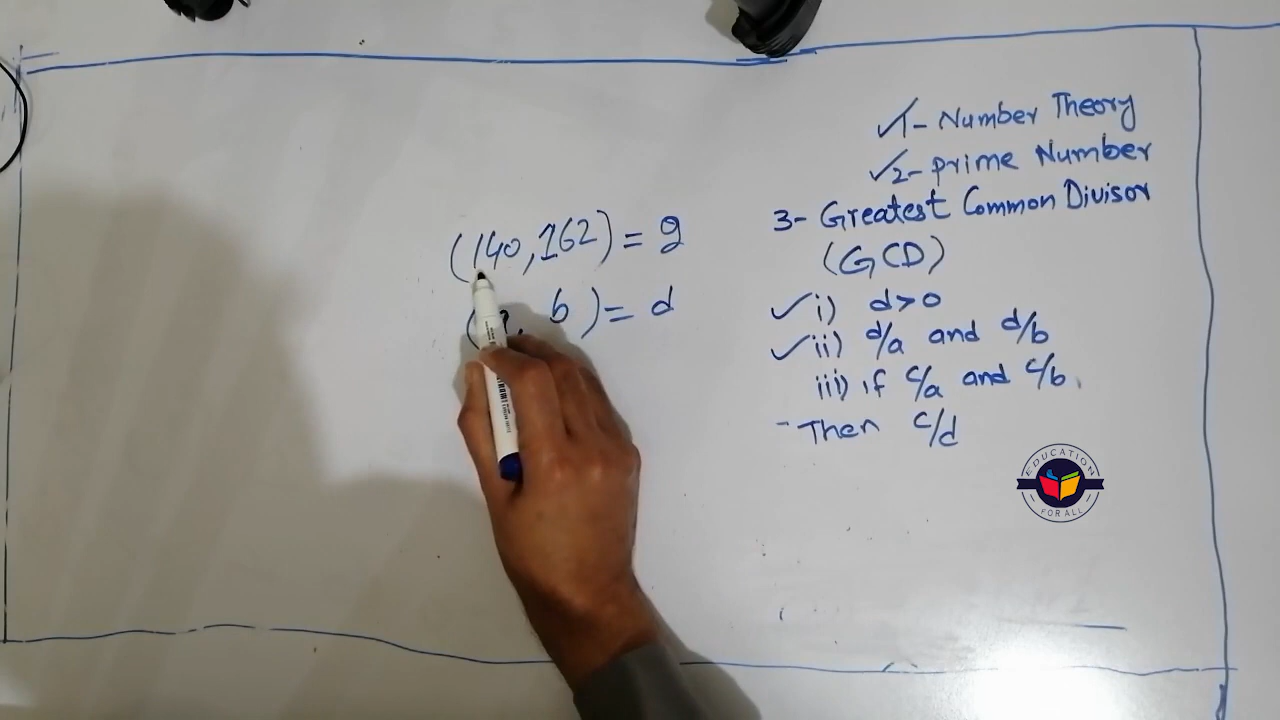 (140,162) = 9
( , b ) = d
✓1- Number Theory
✓2- Prime Number
3- Greatest Common Divisor
(GCD)
✓ i) d>0
✓ ii) d/a and d/b
iii) if c/a and c/b
- Then c/d
EDUCATION
FOR ALL